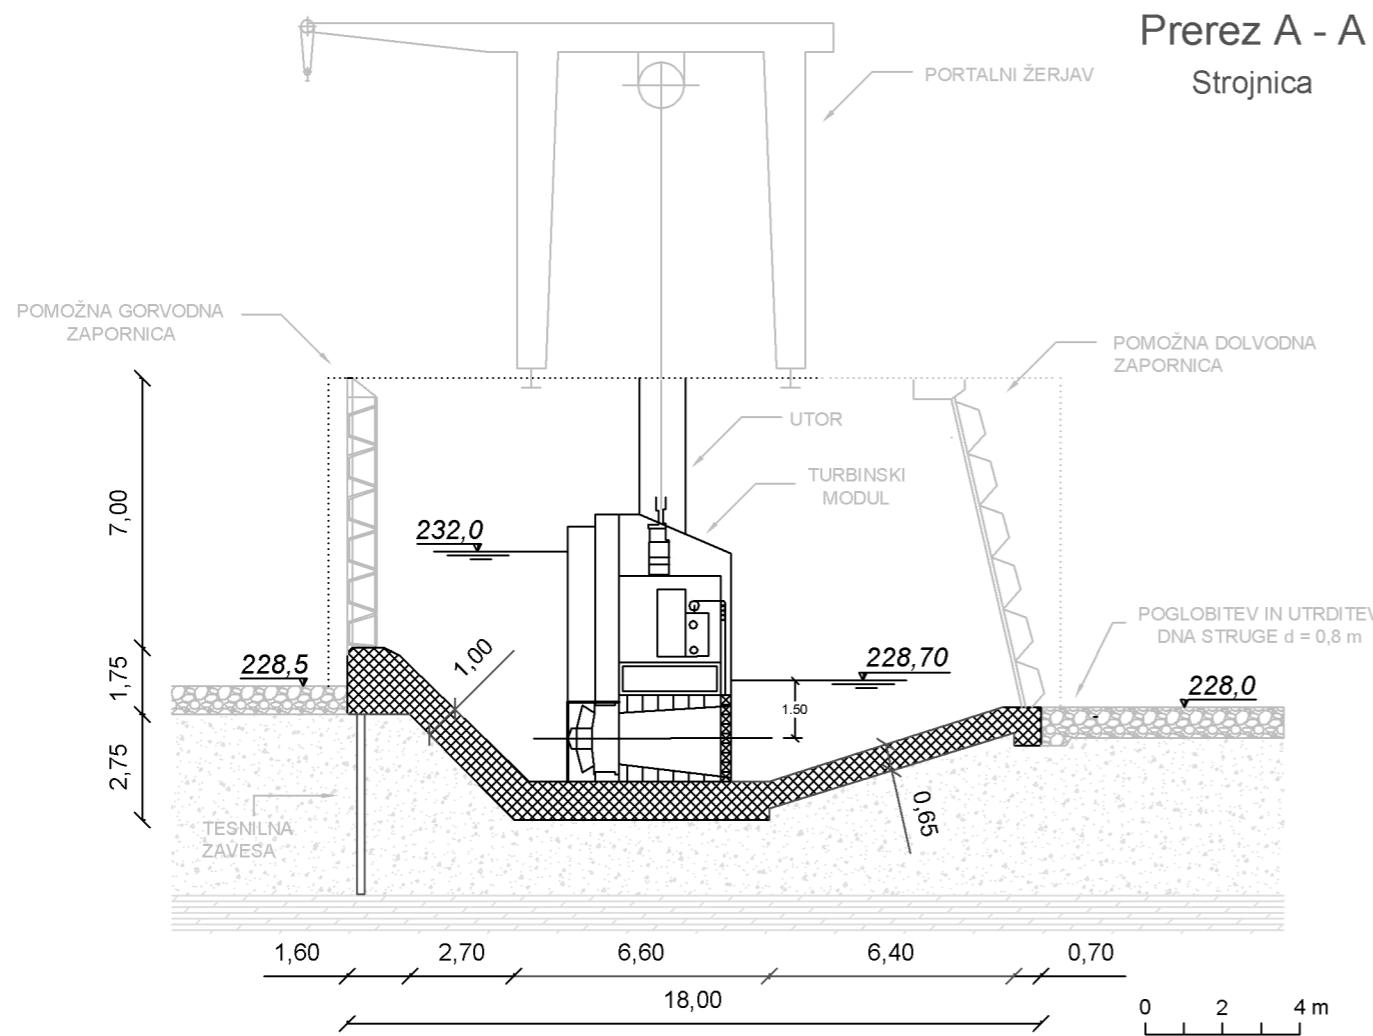 Prerez A - A
Strojnica
PORTALNI ŽERJAV
POMOŽNA GORVODNA
ZAPORNICA
POMOŽNA DOLVODNA
ZAPORNICA
UTOR
TURBINSKI
MODUL
7,00
232,0
POGLOBITEV IN UTRDITEV
DNA STRUGE d = 0,8 m
1,00
228,5
228,70
228,0
1,75
1.50
2,75
0,65
TESNILNA
ZAVESA
1,60
2,70
6,60
6,40
0,70
18,00
0 2 4 m